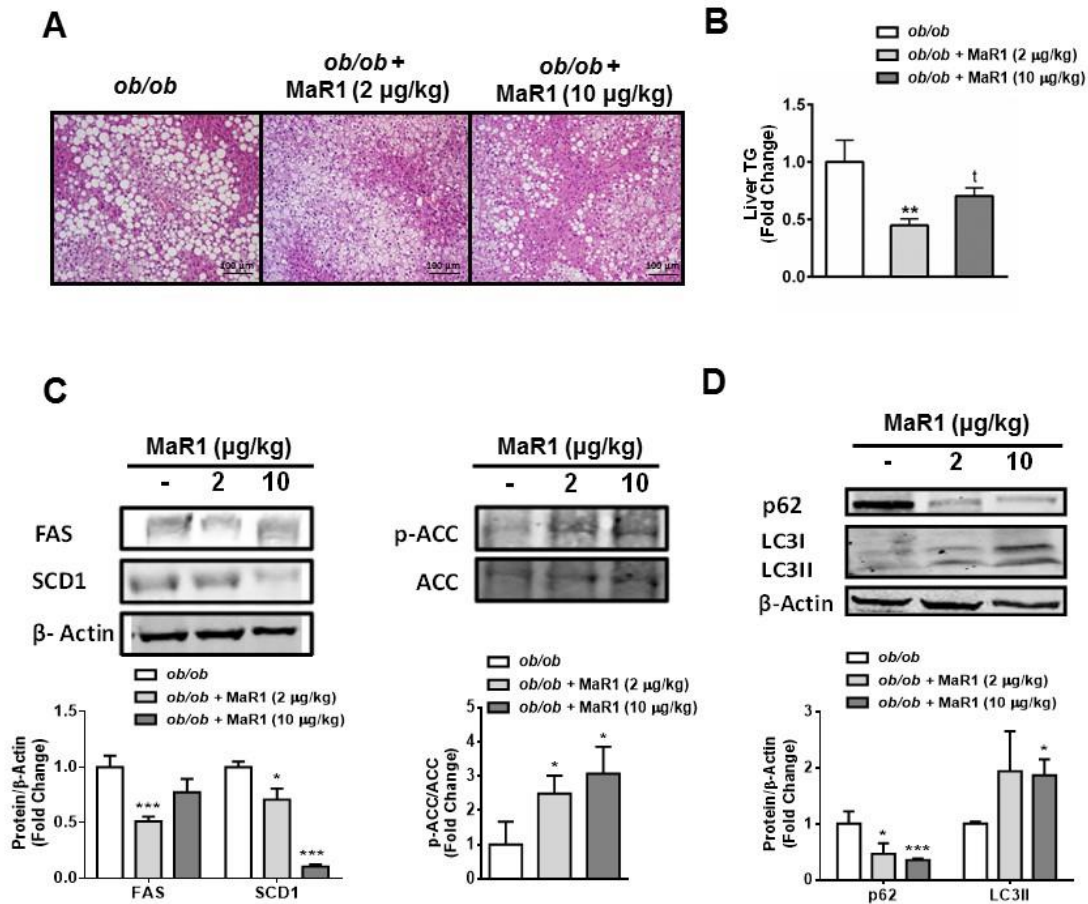 A
ob/ob
ob/ob +
MaR1 (2 µg/kg)
ob/ob +
MaR1 (10 µg/kg)
100 µm
100 µm
100 µm
B
ob/ob
ob/ob + MaR1 (2 µg/kg)
ob/ob + MaR1 (10 µg/kg)
Liver TG
(Fold Change)
1.5
1.0
0.5
0.0
**
t
C
MaR1 (µg/kg)
- 2 10
FAS
SCD1
β- Actin
ob/ob
ob/ob + MaR1 (2 µg/kg)
ob/ob + MaR1 (10 µg/kg)
Protein/β-Actin
(Fold Change)
1.5
1.0
0.5
0.0
***
*
***
FAS SCD1
MaR1 (µg/kg)
- 2 10
p-ACC
ACC
ob/ob
ob/ob + MaR1 (2 µg/kg)
ob/ob + MaR1 (10 µg/kg)
p-ACC/ACC
(Fold Change)
5
4
3
2
1
0
*
*
D
MaR1 (µg/kg)
- 2 10
p62
LC3I
LC3II
β-Actin
ob/ob
ob/ob + MaR1 (2 µg/kg)
ob/ob + MaR1 (10 µg/kg)
Protein/β-Actin
(Fold Change)
3
2
1
0
*
***
*
p62 LC3II